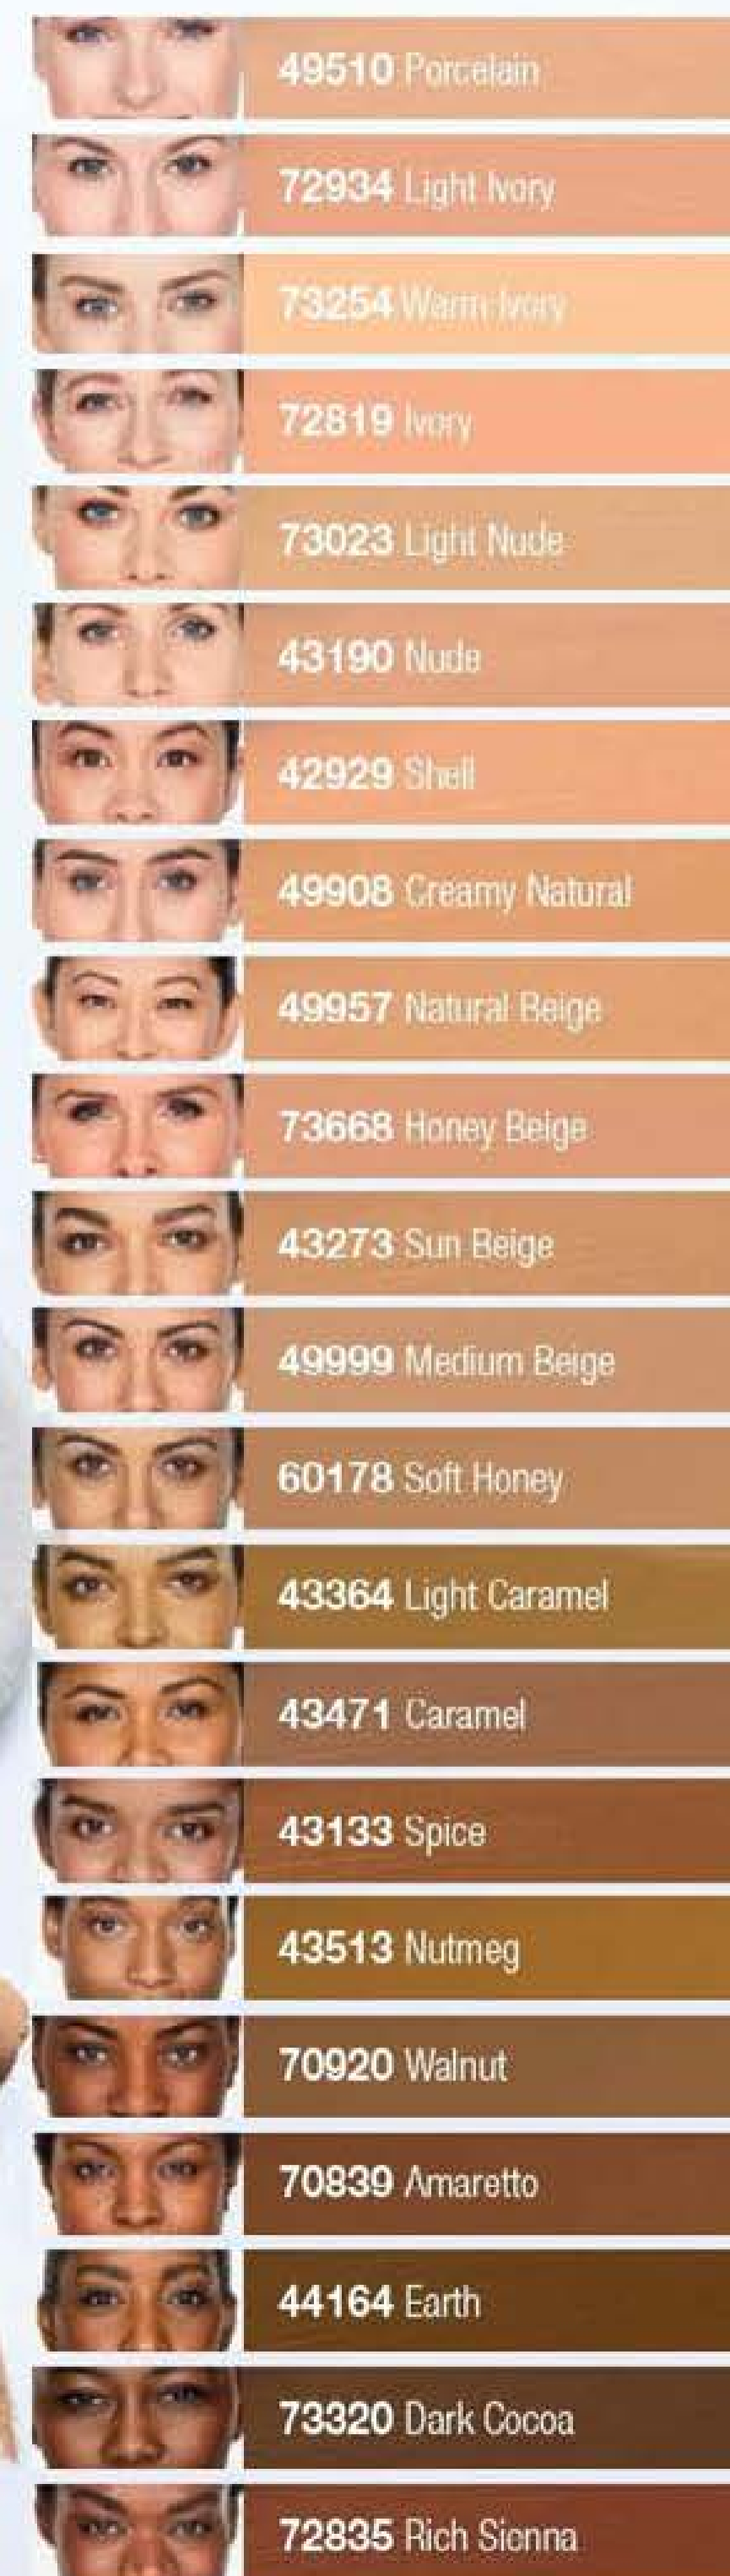 49510 Porcelain
72934 Light Ivory
73254 Warm Ivory
72819 Ivory
73023 Light Nude
43190 Nude
42929 Shell
49908 Creamy Natural
49957 Natural Beige
73668 Honey Beige
43273 Sun Beige
49999 Medium Beige
60178 Soft Honey
43364 Light Caramel
43471 Caramel
43133 Spice
43513 Nutmeg
70920 Walnut
70839 Amaretto
44164 Earth
73320 Dark Cocoa
72835 Rich Sienna